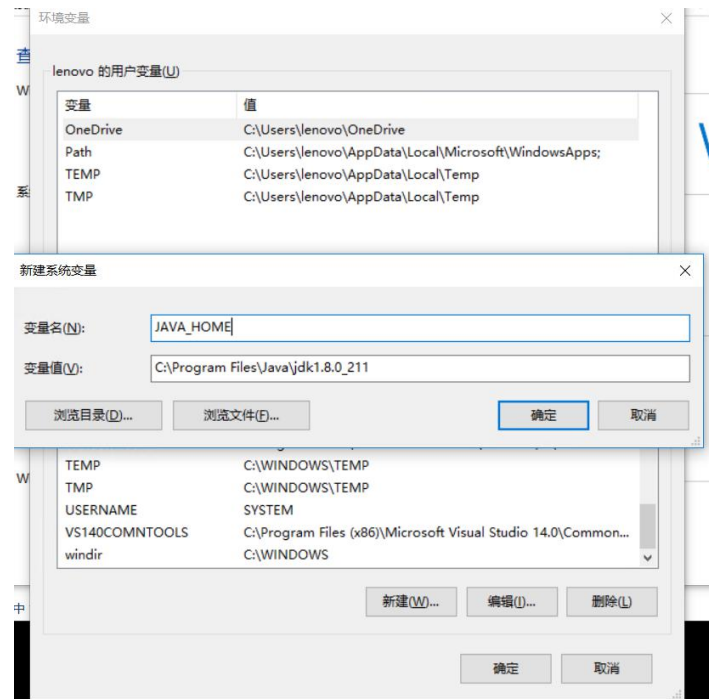 环境变量
查
W
lenovo 的用户变量(U)
变量 值
OneDrive C:\Users\lenovo\OneDrive
Path C:\Users\lenovo\AppData\Local\Microsoft\WindowsApps;
TEMP C:\Users\lenovo\AppData\Local\Temp
系
TMP C:\Users\lenovo\AppData\Local\Temp
新建系统变量
变量名(N): JAVA_HOME
变量值(V): C:\Program Files\Java\jdk1.8.0_211
浏览目录(D)... 浏览文件(F)... 确定 取消
TEMP C:\WINDOWS\TEMP
W
TMP C:\WINDOWS\TEMP
USERNAME SYSTEM
VS140COMNTOOLS C:\Program Files (x86)\Microsoft Visual Studio 14.0\Common...
windir C:\WINDOWS
新建(W)... 编辑(I)... 删除(L)
中
确定 取消